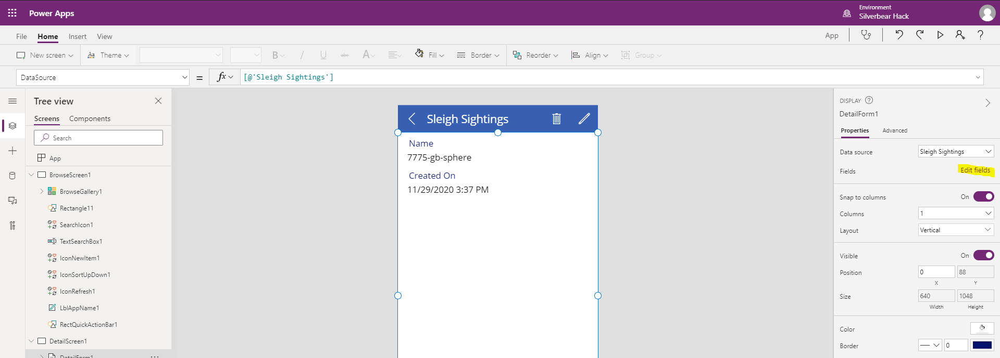 Power Apps
Environment
Silverbear Hack
File Home Insert View
App
New screen Theme B / U abc A Fill Border Reorder Align Group
DataSource = fx [@'Sleigh Sightings']
Tree view
Screens Components
Search
App
BrowseScreen1
BrowseGallery1
Rectangle11
SearchIcon1
TextSearchBox1
IconNewItem1
IconSortUpDown1
IconRefresh1
LblAppName1
RectQuickActionBar1
DetailScreen1
DetailForm1
Sleigh Sightings
Name
7775-gb-sphere
Created On
11/29/2020 3:37 PM
DISPLAY
DetailForm1
Properties Advanced
Data source Sleigh Sightings
Fields Edit fields
Snap to columns On
Columns 1
Layout Vertical
Visible On
Position 0 88
X Y
Size 640 1048
Width Height
Color
Border 0